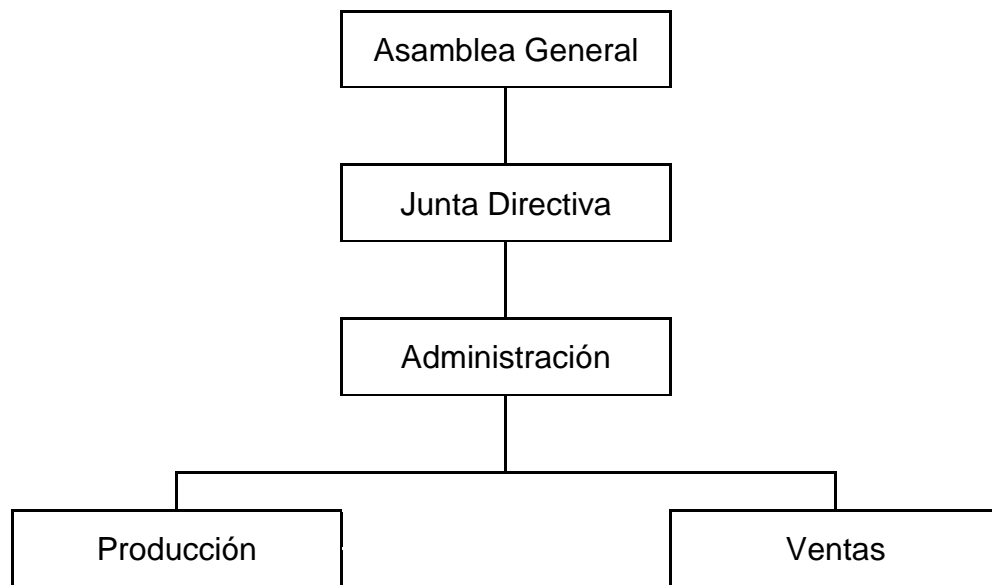 Asamblea General
Junta Directiva
Administración
Producción
Ventas